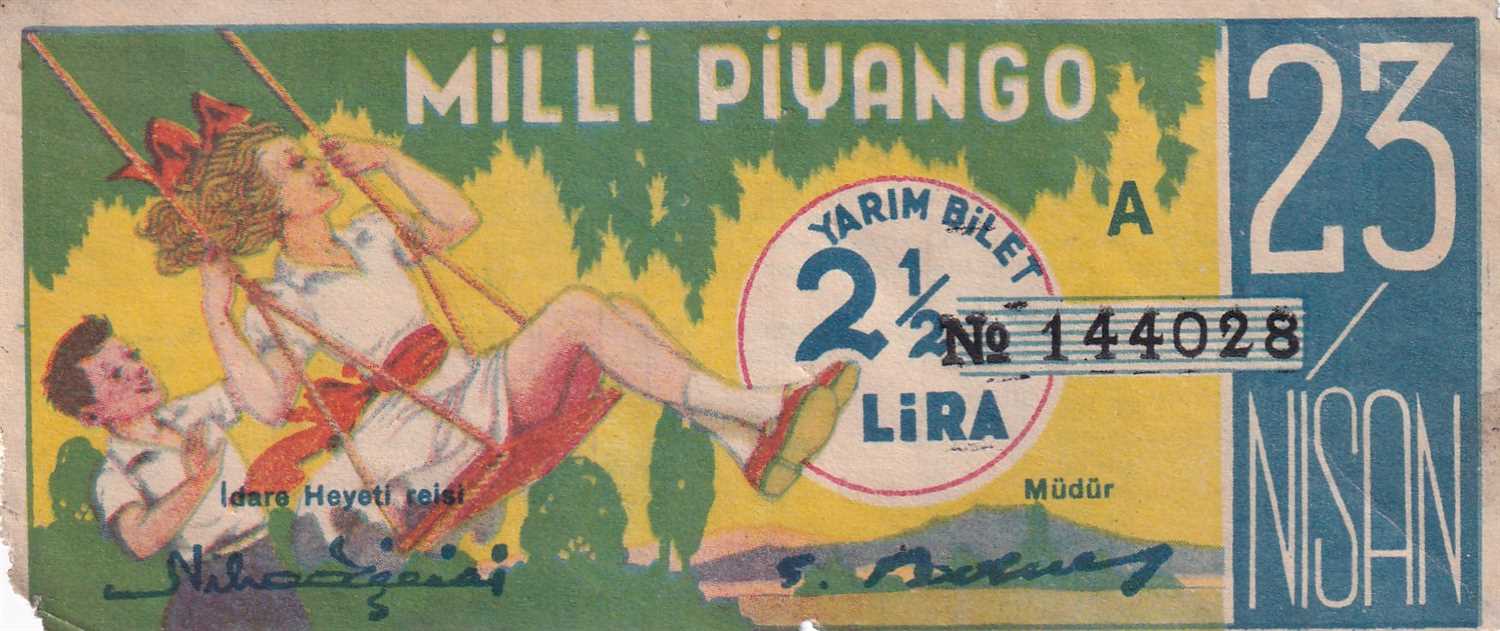 MİLLÎ PİYANGO
23
NİSAN
A
YARIM BİLET
2 ½
LİRA
№ 144028
İdare Heyeti reisi
Müdür